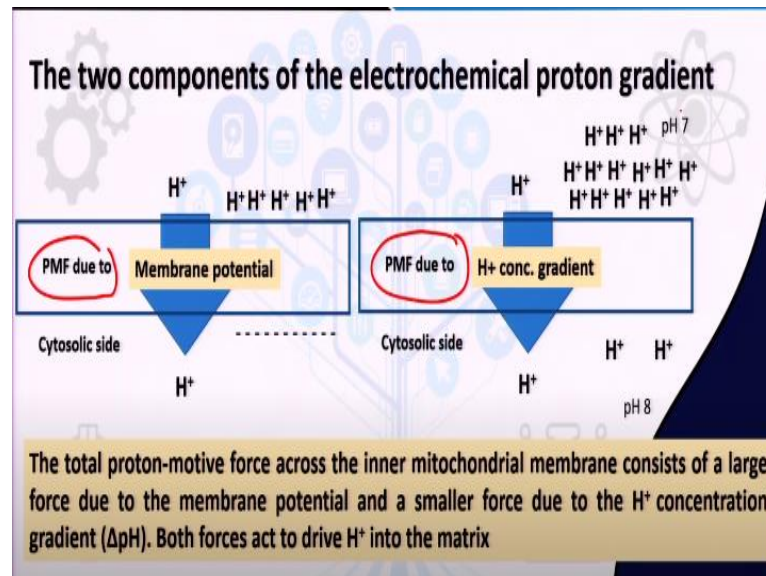 The two components of the electrochemical proton gradient
H⁺ H⁺ H⁺ pH 7
H⁺ H⁺ H⁺ H⁺ H⁺ H⁺
H⁺ H⁺ H⁺ H⁺ H⁺
H⁺
H⁺ H⁺ H⁺ H⁺ H⁺
H⁺
PMF due to
Membrane potential
PMF due to
H+ conc. gradient
Cytosolic side
- - - - - - - - - - - -
H⁺
Cytosolic side
H⁺ H⁺
H⁺
pH 8
The total proton-motive force across the inner mitochondrial membrane consists of a large
force due to the membrane potential and a smaller force due to the H⁺ concentration
gradient (ΔpH). Both forces act to drive H⁺ into the matrix